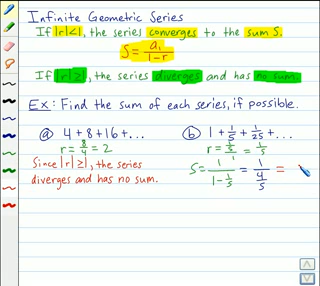 Infinite Geometric Series
If |r|<1, the series converges to the sum S.
S = a₁/(1-r)
If |r|≥1, the series diverges and has no sum.
Ex: Find the sum of each series, if possible.
(a) 4+8+16+... (b) 1 + 1/5 + 1/25 + ...
r = 8/4 = 2 r = (1/5)/1 = 1/5
Since |r|≥1, the series
diverges and has no sum.
S = 1/(1 - 1/5) = 1/(4/5) =